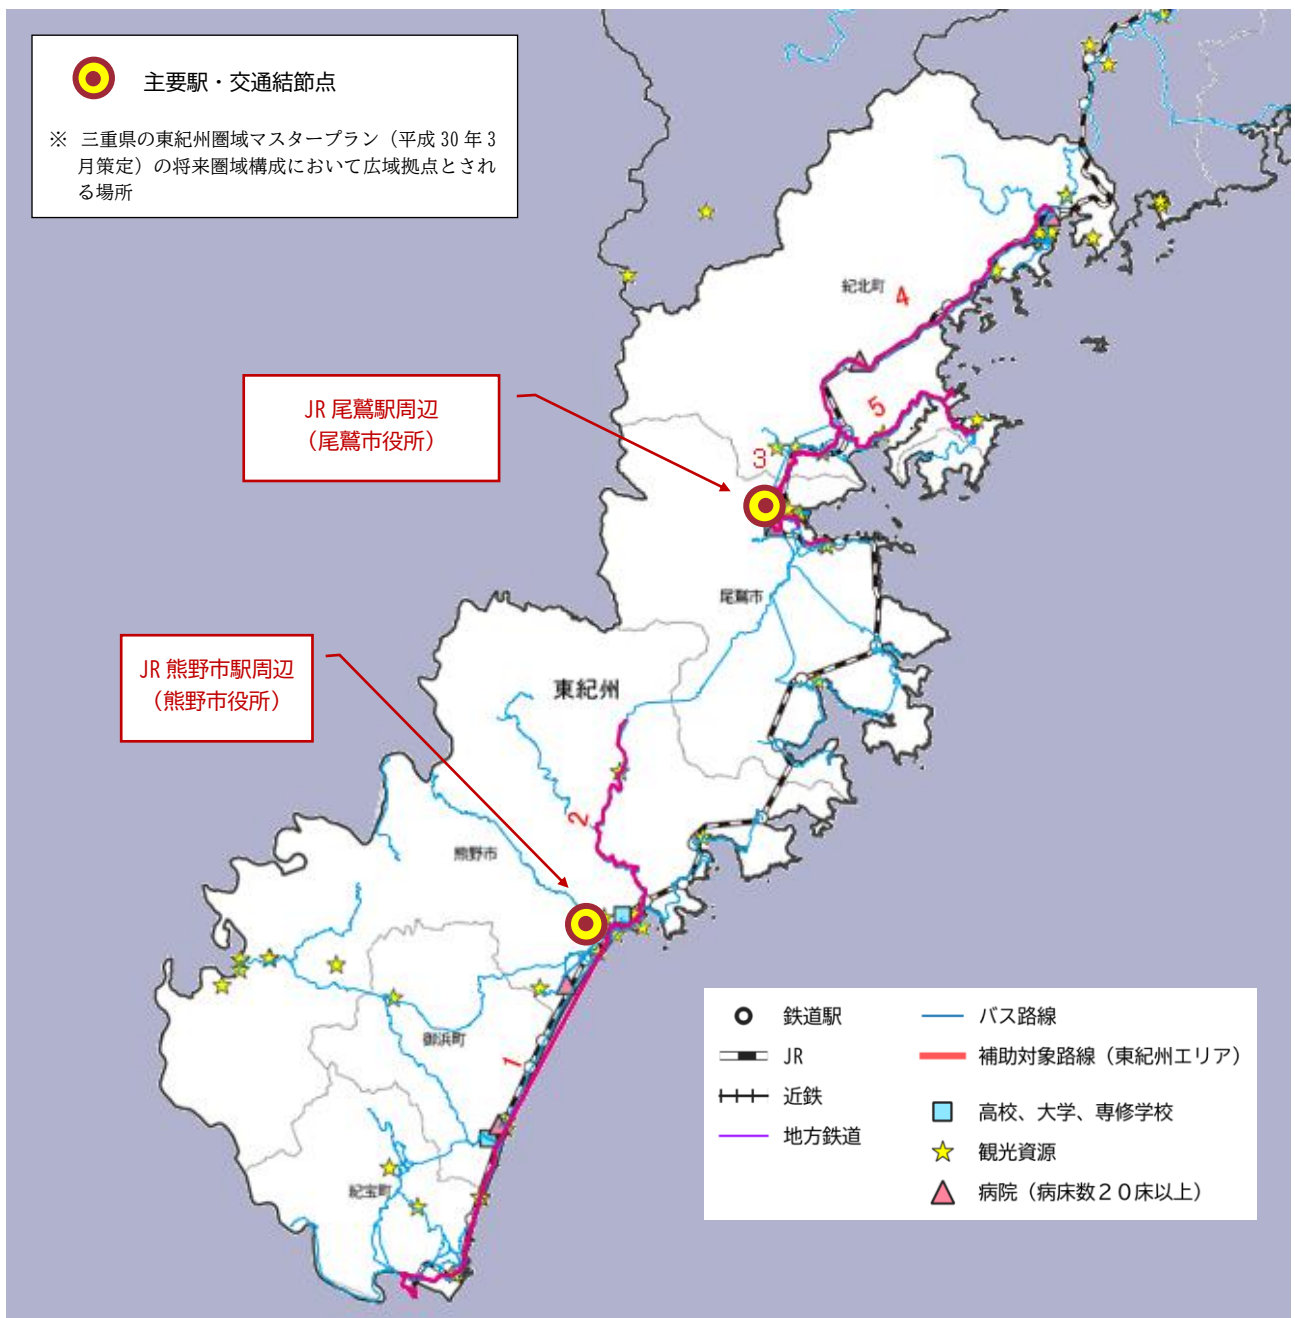 主要駅・交通結節点
※ 三重県の東紀州圏域マスタープラン（平成30年3
月策定）の将来圏域構成において広域拠点とされ
る場所
紀北町
4
JR 尾鷲駅周辺
（尾鷲市役所）
5
3
尾鷲市
JR 熊野市駅周辺
（熊野市役所）
東紀州
2
熊野市
御浜町
1
紀宝町
鉄道駅
JR
近鉄
地方鉄道
バス路線
補助対象路線（東紀州エリア）
高校、大学、専修学校
観光資源
病院（病床数２０床以上）